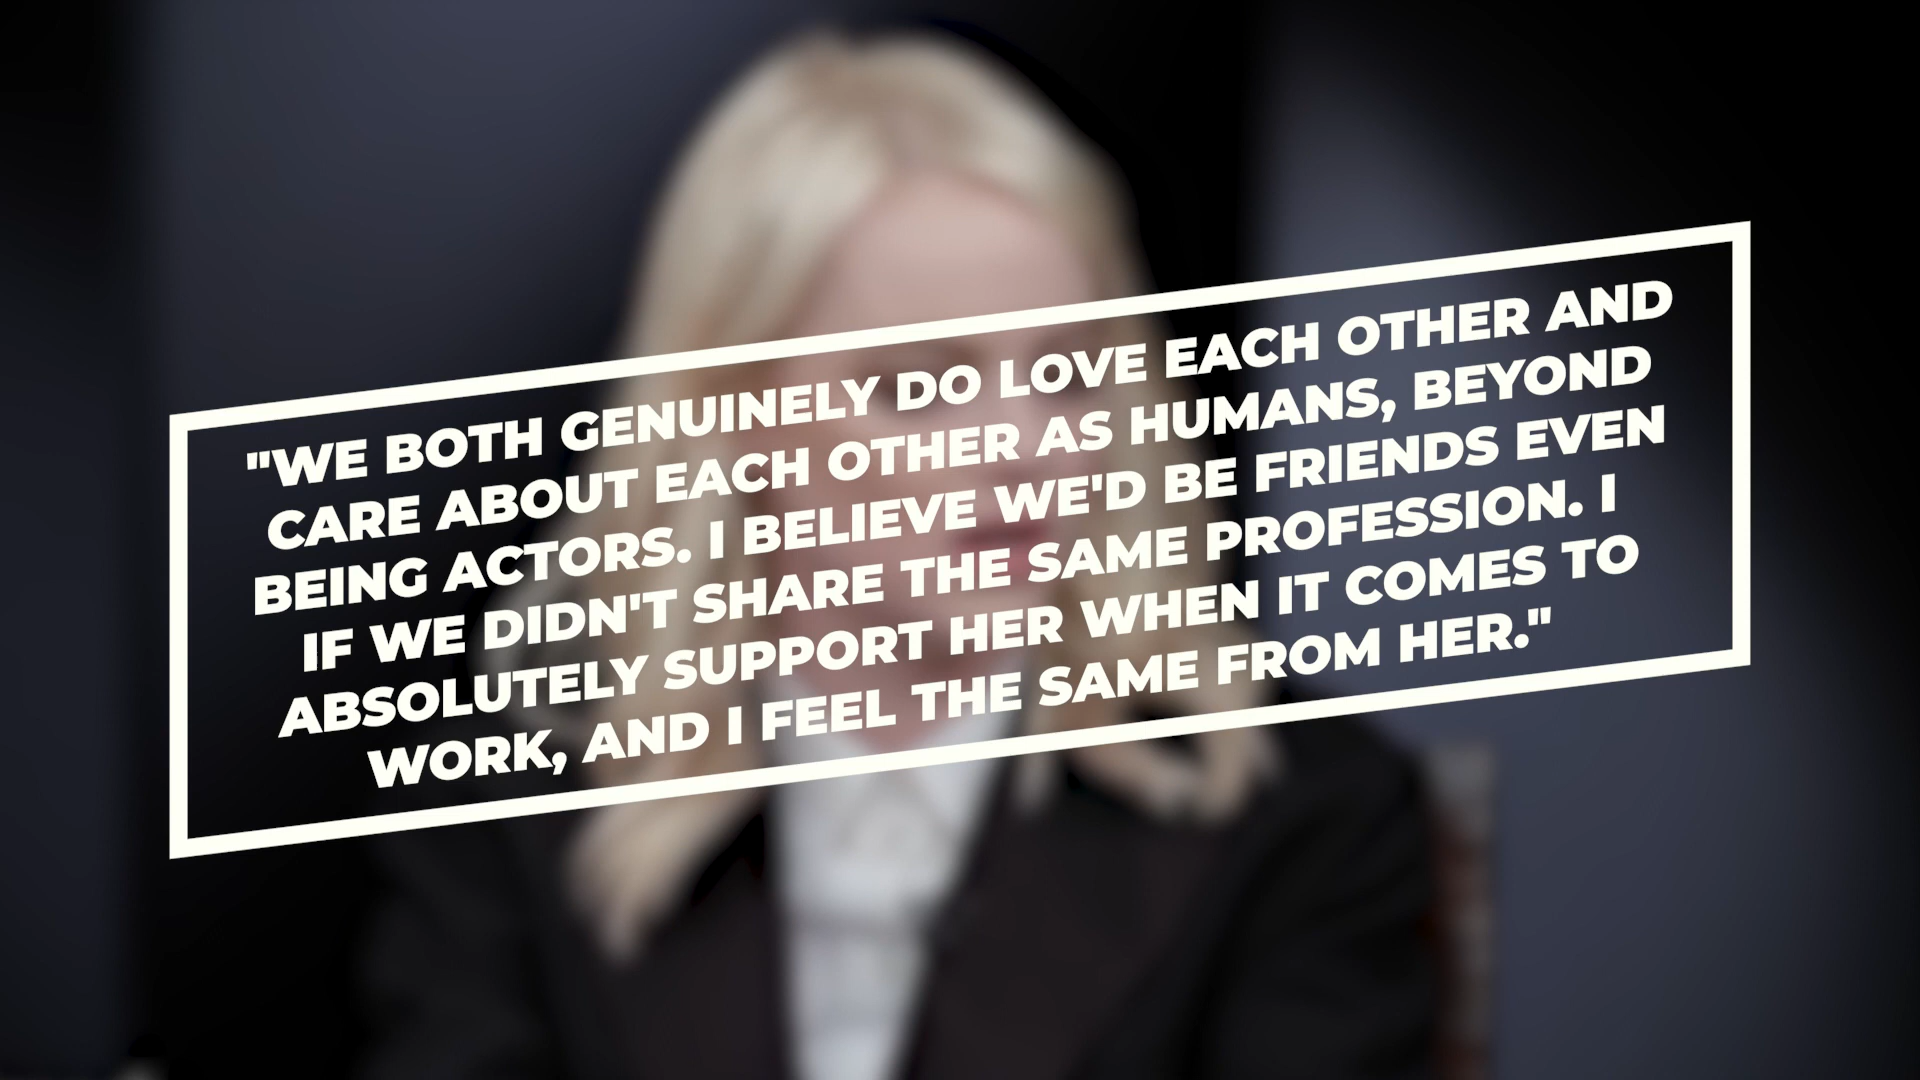 "WE BOTH GENUINELY DO LOVE EACH OTHER AND
CARE ABOUT EACH OTHER AS HUMANS, BEYOND
BEING ACTORS. I BELIEVE WE'D BE FRIENDS EVEN
IF WE DIDN'T SHARE THE SAME PROFESSION. I
ABSOLUTELY SUPPORT HER WHEN IT COMES TO
WORK, AND I FEEL THE SAME FROM HER."